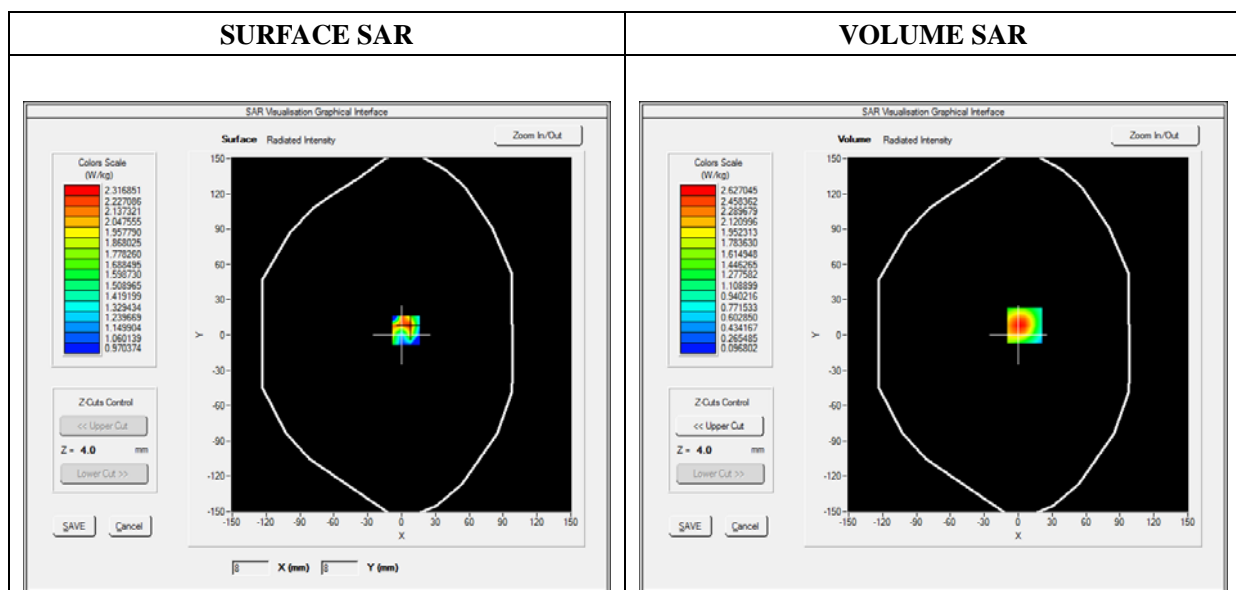 SURFACE SAR
VOLUME SAR
SAR Visualisation Graphical Interface
Surface Radiated Intensity
Zoom In/Out
Colors Scale
(W/kg)
2.316851
2.227086
2.137321
2.047555
1.957790
1.868025
1.778260
1.688495
1.598730
1.508965
1.419199
1.329434
1.239669
1.149904
1.060139
0.970374
Z-Cuts Control
<< Upper Cut
Z = 4.0 mm
Lower Cut >>
SAVE Cancel
150
120
90
60
30
0
-30
-60
-90
-120
-150
Y
-150 -120 -90 -60 -30 0 30 60 90 120 150
X
8 X (mm) 8 Y (mm)
SAR Visualisation Graphical Interface
Volume Radiated Intensity
Zoom In/Out
Colors Scale
(W/kg)
2.627045
2.458362
2.289679
2.120996
1.952313
1.783630
1.614948
1.446265
1.277582
1.108899
0.940216
0.771533
0.602850
0.434167
0.265485
0.096802
Z-Cuts Control
<< Upper Cut
Z = 4.0 mm
Lower Cut >>
SAVE Cancel
150
120
90
60
30
0
-30
-60
-90
-120
-150
Y
-150 -120 -90 -60 -30 0 30 60 90 120 150
X